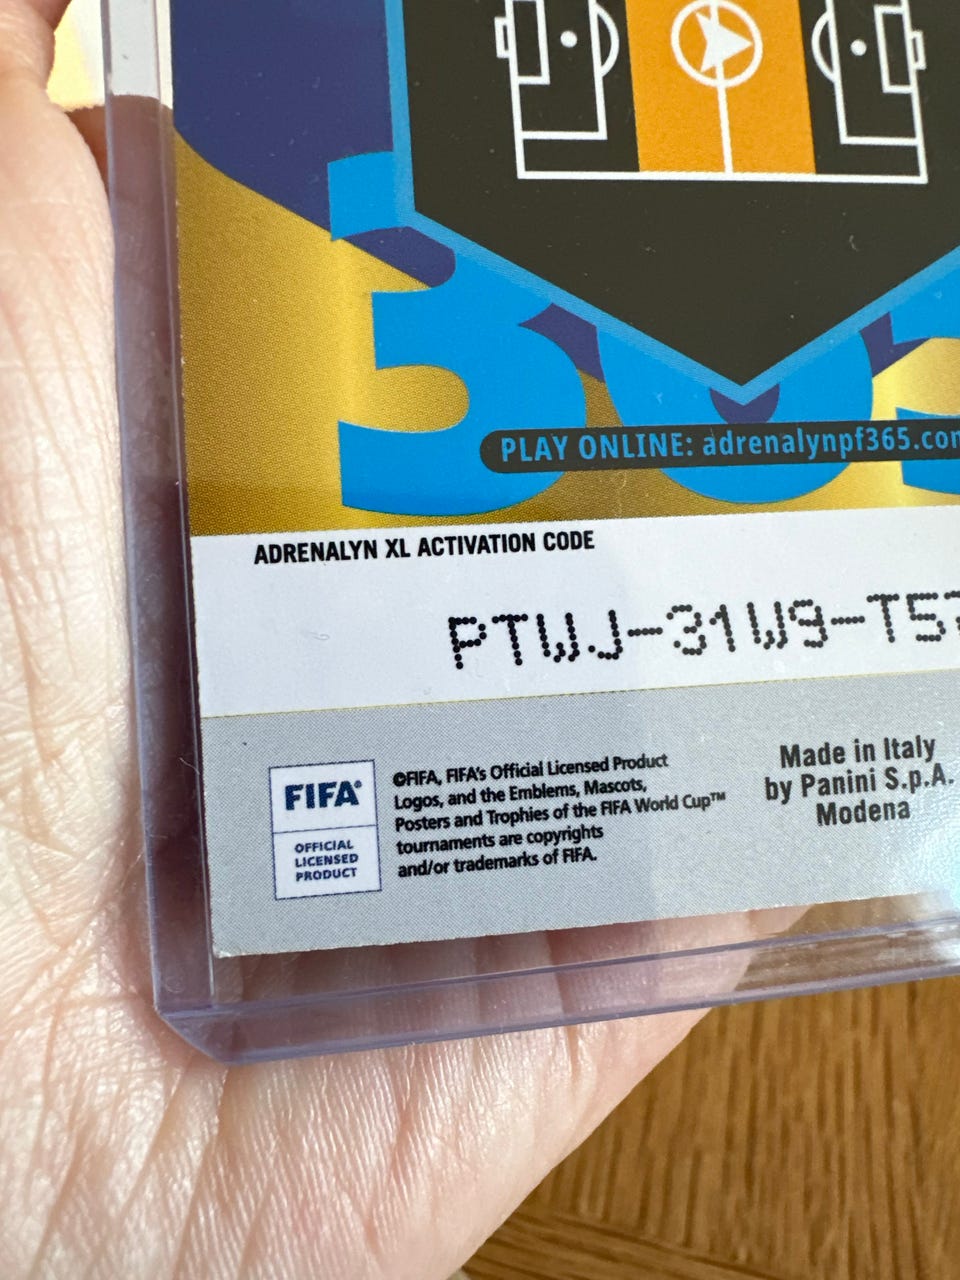 365
PLAY ONLINE: adrenalynpf365.com
ADRENALYN XL ACTIVATION CODE
PTWJ-31W9-T57
FIFA®
OFFICIAL
LICENSED
PRODUCT
©FIFA, FIFA's Official Licensed Product
Logos, and the Emblems, Mascots,
Posters and Trophies of the FIFA World Cup™
tournaments are copyrights
and/or trademarks of FIFA.
Made in Italy
by Panini S.p.A.
Modena